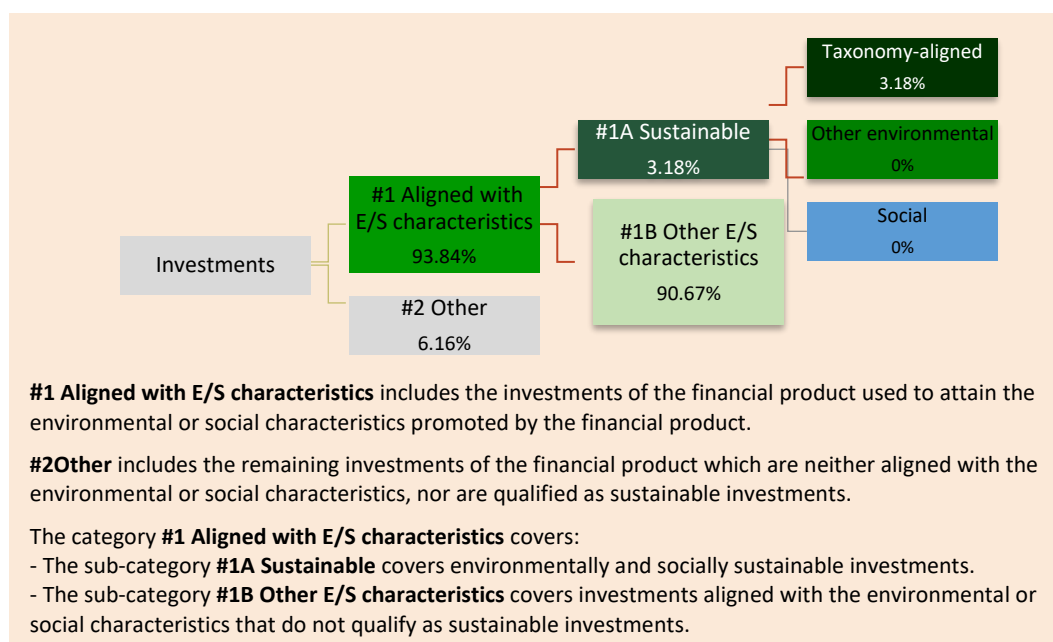 Taxonomy-aligned
3.18%
#1A Sustainable
3.18%
Other environmental
0%
#1 Aligned with
E/S characteristics
93.84%
#1B Other E/S
characteristics
90.67%
Social
0%
Investments
#2 Other
6.16%
#1 Aligned with E/S characteristics includes the investments of the financial product used to attain the
environmental or social characteristics promoted by the financial product.
#2Other includes the remaining investments of the financial product which are neither aligned with the
environmental or social characteristics, nor are qualified as sustainable investments.
The category #1 Aligned with E/S characteristics covers:
- The sub-category #1A Sustainable covers environmentally and socially sustainable investments.
- The sub-category #1B Other E/S characteristics covers investments aligned with the environmental or
social characteristics that do not qualify as sustainable investments.